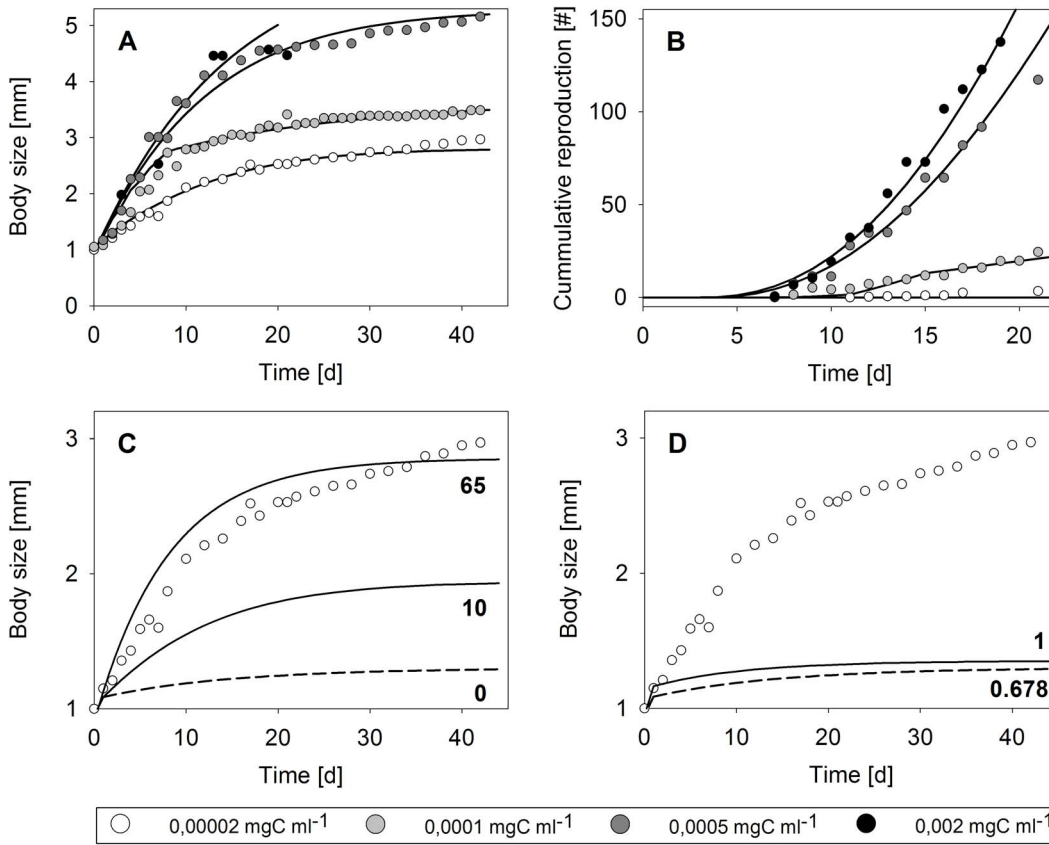 A
Body size [mm]
5
4
3
2
1
0
0 10 20 30 40
Time [d]
B
Cummulative reproduction [#]
150
100
50
0
0 5 10 15 20
Time [d]
C
Body size [mm]
3
2
1
65
10
0
0 10 20 30 40
Time [d]
D
Body size [mm]
3
2
1
1
0.678
0 10 20 30 40
Time [d]
0,00002 mgC ml-1 0,0001 mgC ml-1 0,0005 mgC ml-1 0,002 mgC ml-1